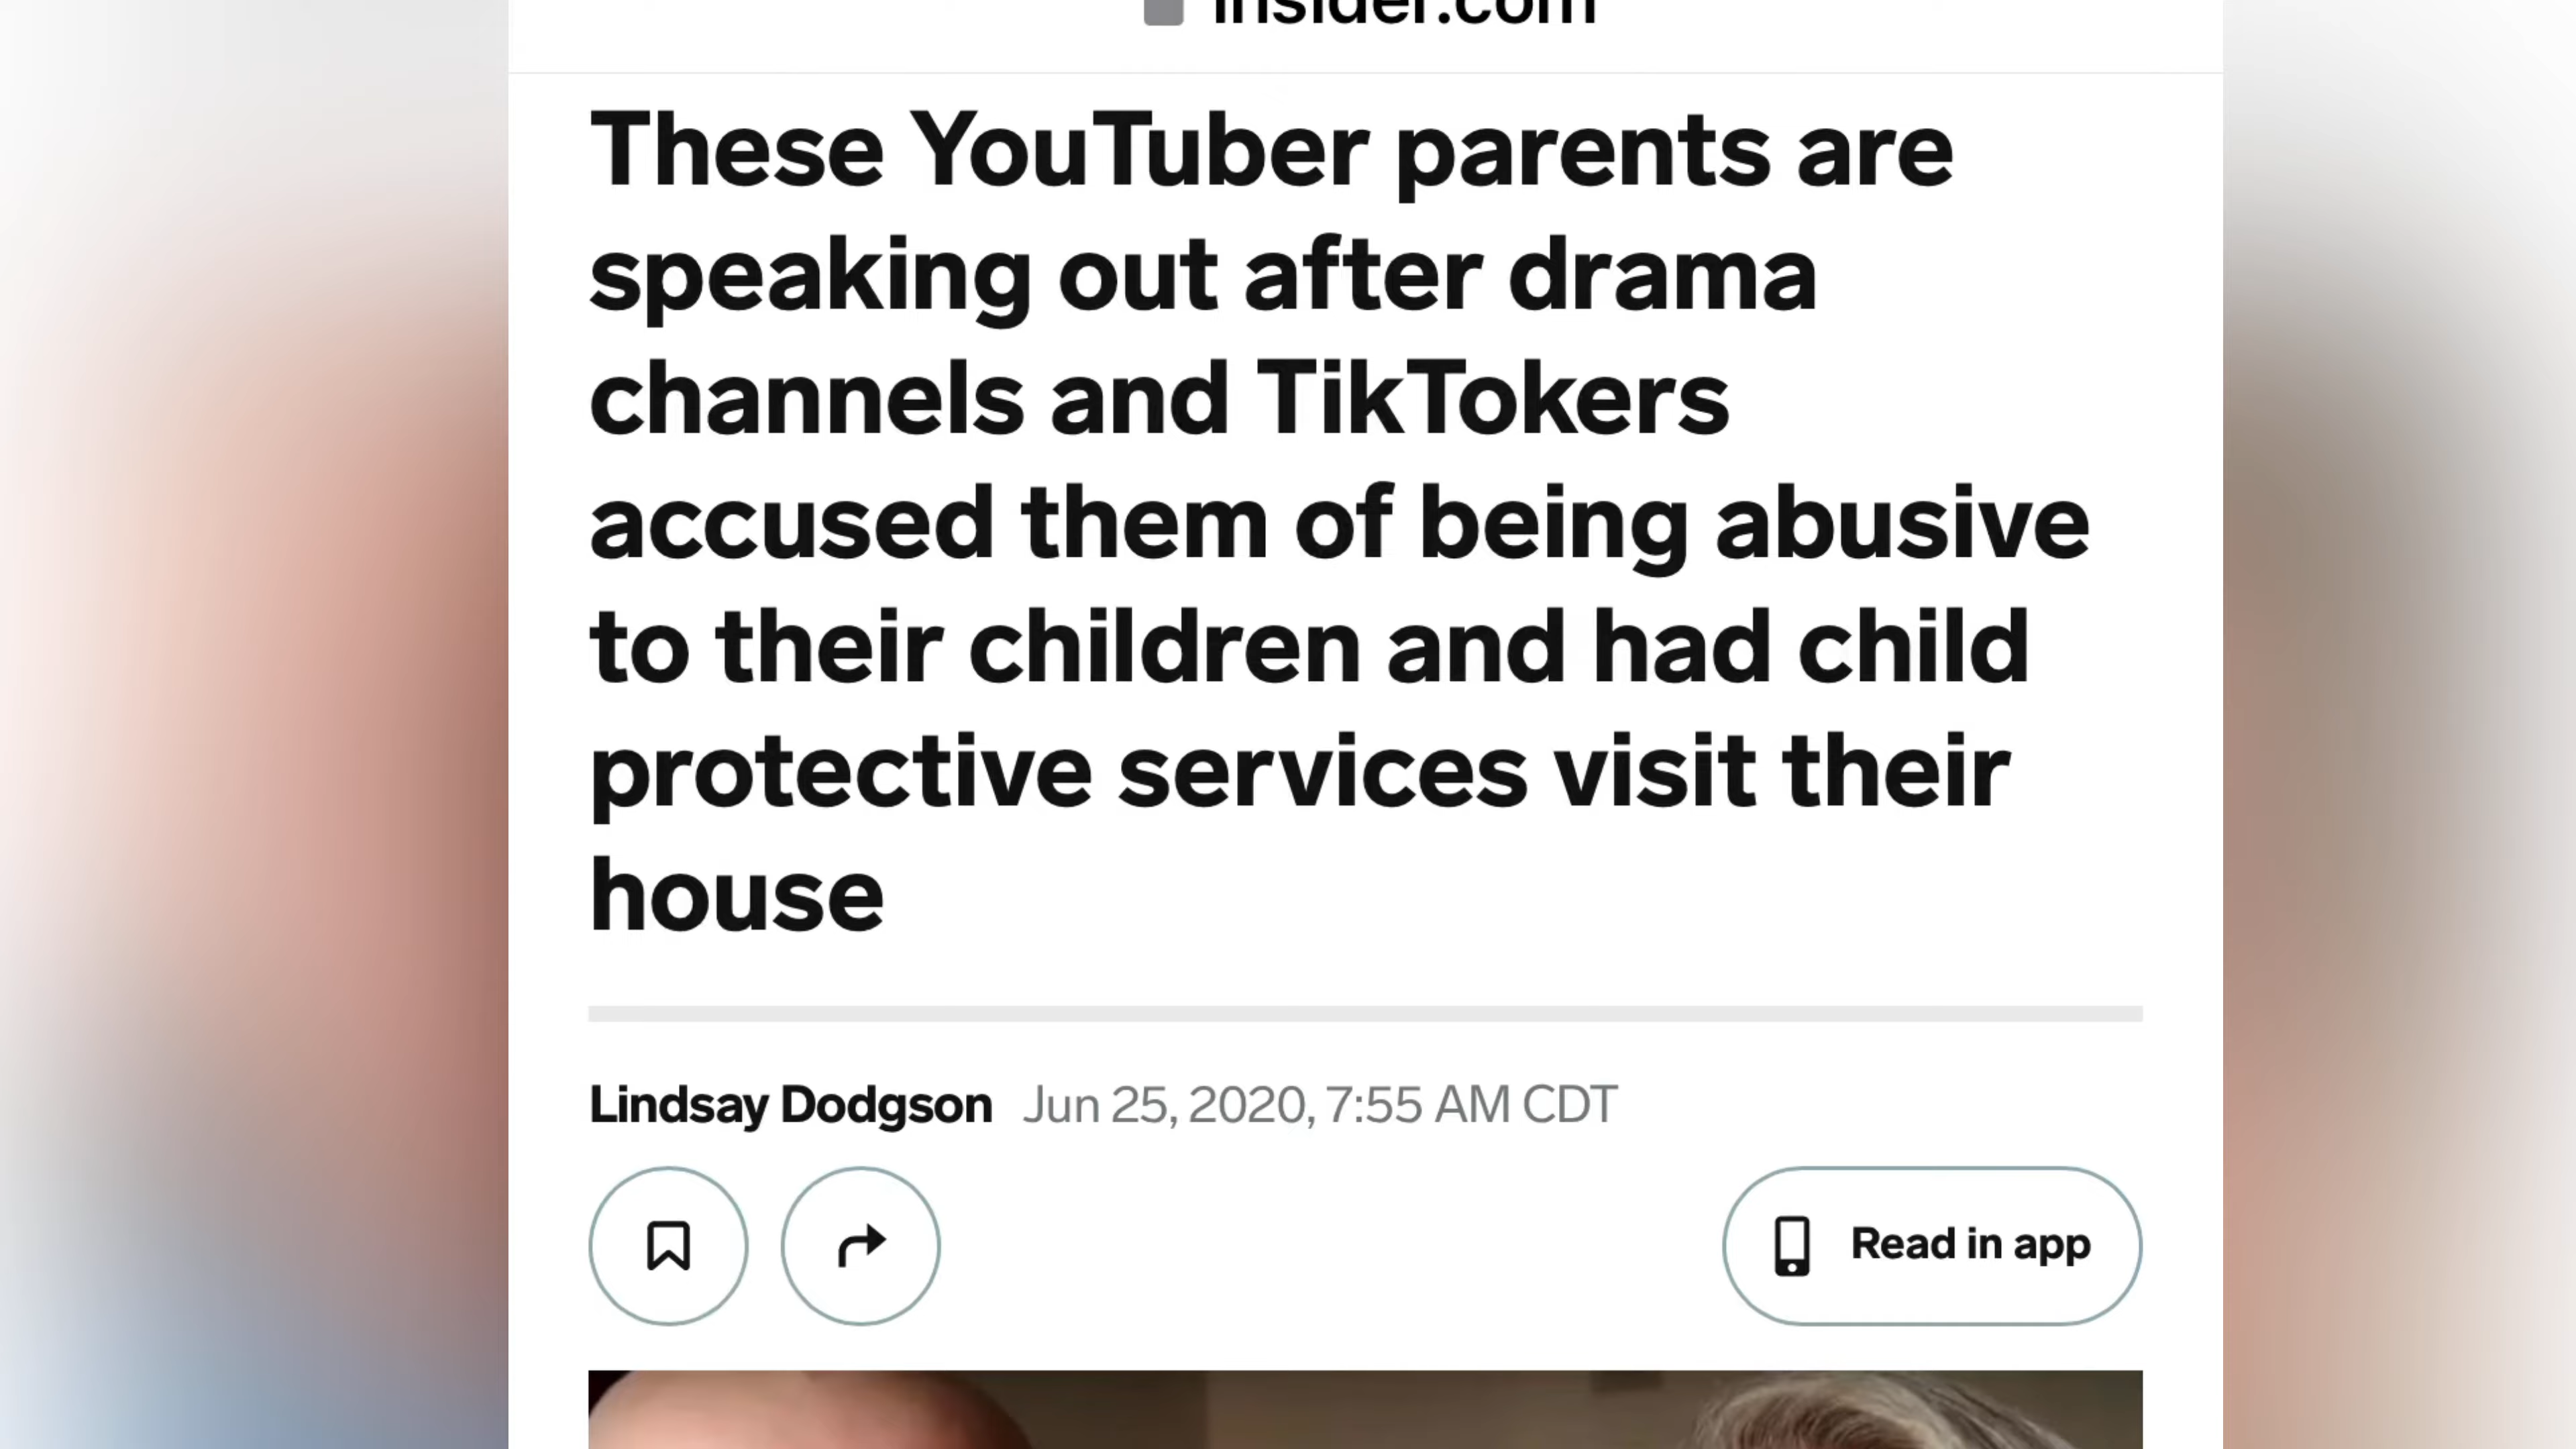 insider.com
These YouTuber parents are
speaking out after drama
channels and TikTokers
accused them of being abusive
to their children and had child
protective services visit their
house
Lindsay Dodgson Jun 25, 2020, 7:55 AM CDT
Read in app